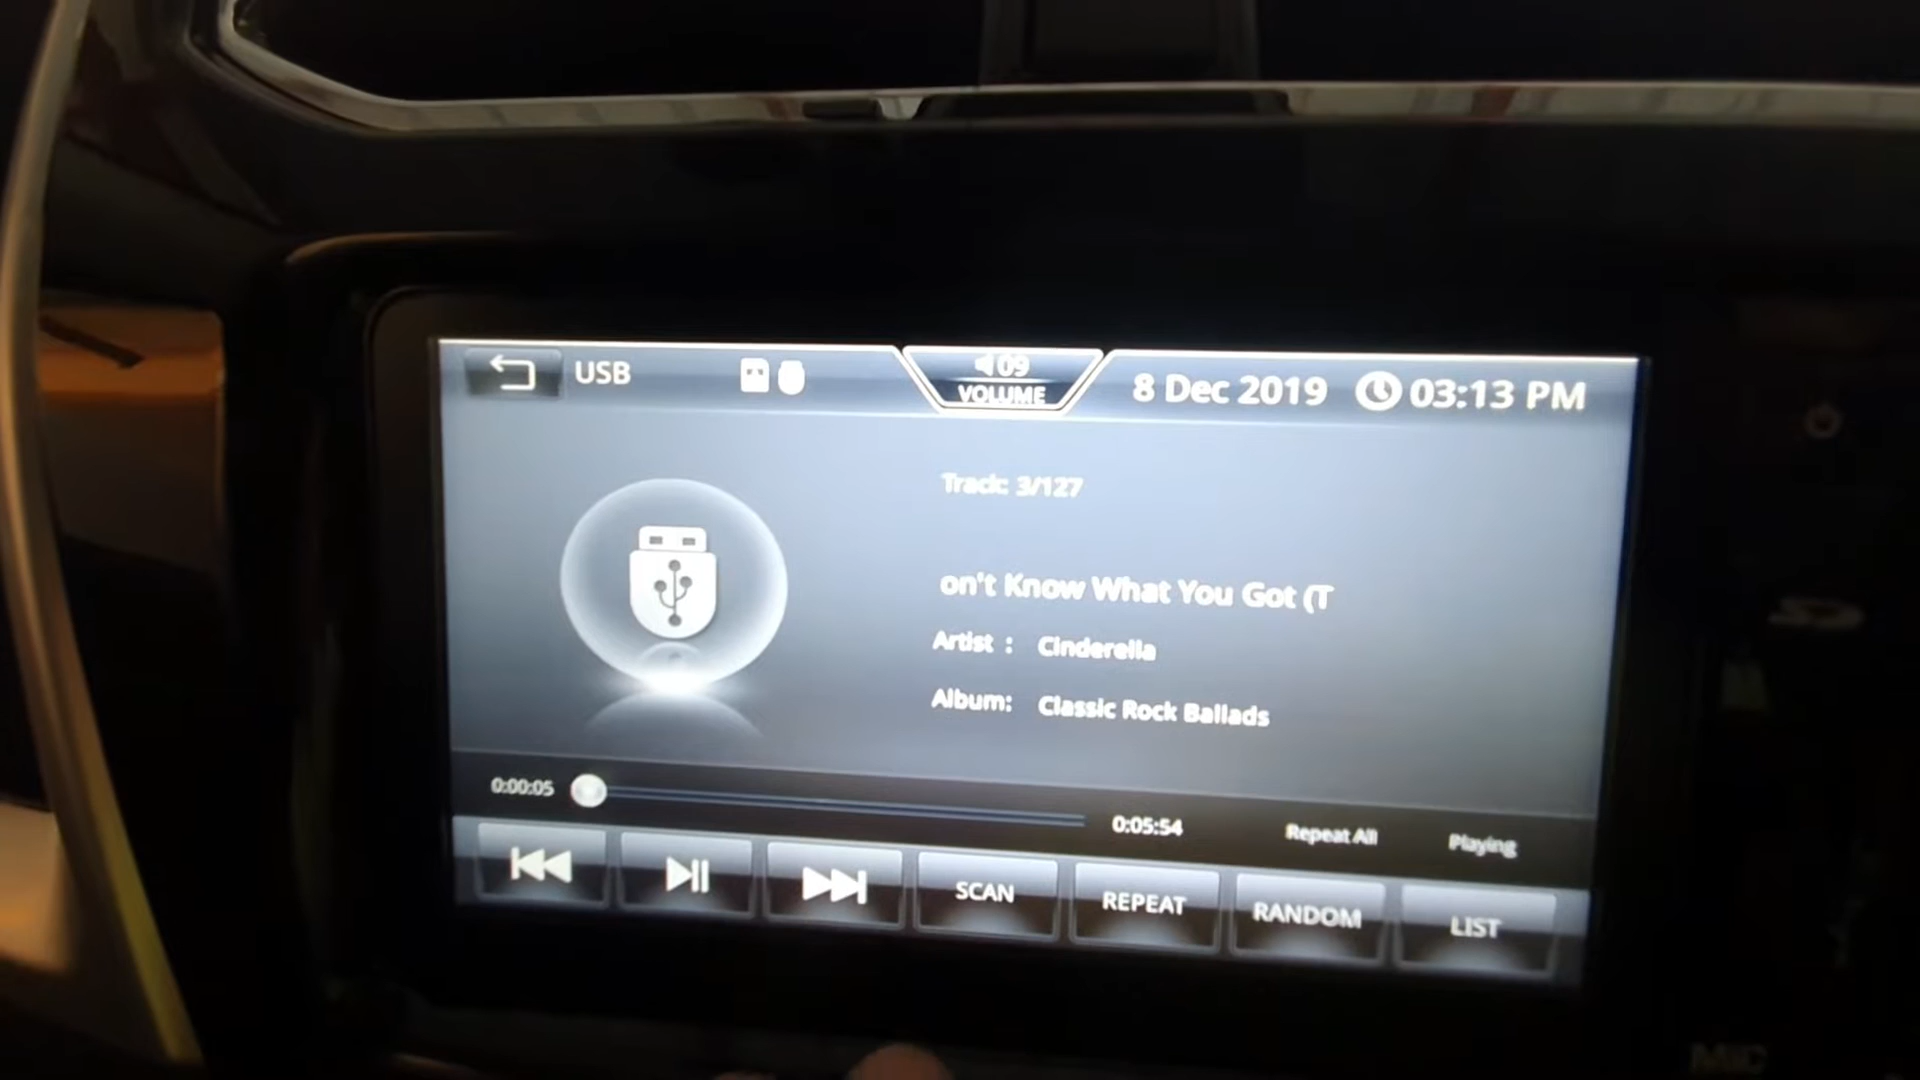 USB
09
VOLUME
8 Dec 2019
03:13 PM
Track: 3/127
on't Know What You Got (T
Artist : Cinderella
Album: Classic Rock Ballads
0:00:05
0:05:54
Repeat All
Playing
SCAN
REPEAT
RANDOM
LIST
MIC